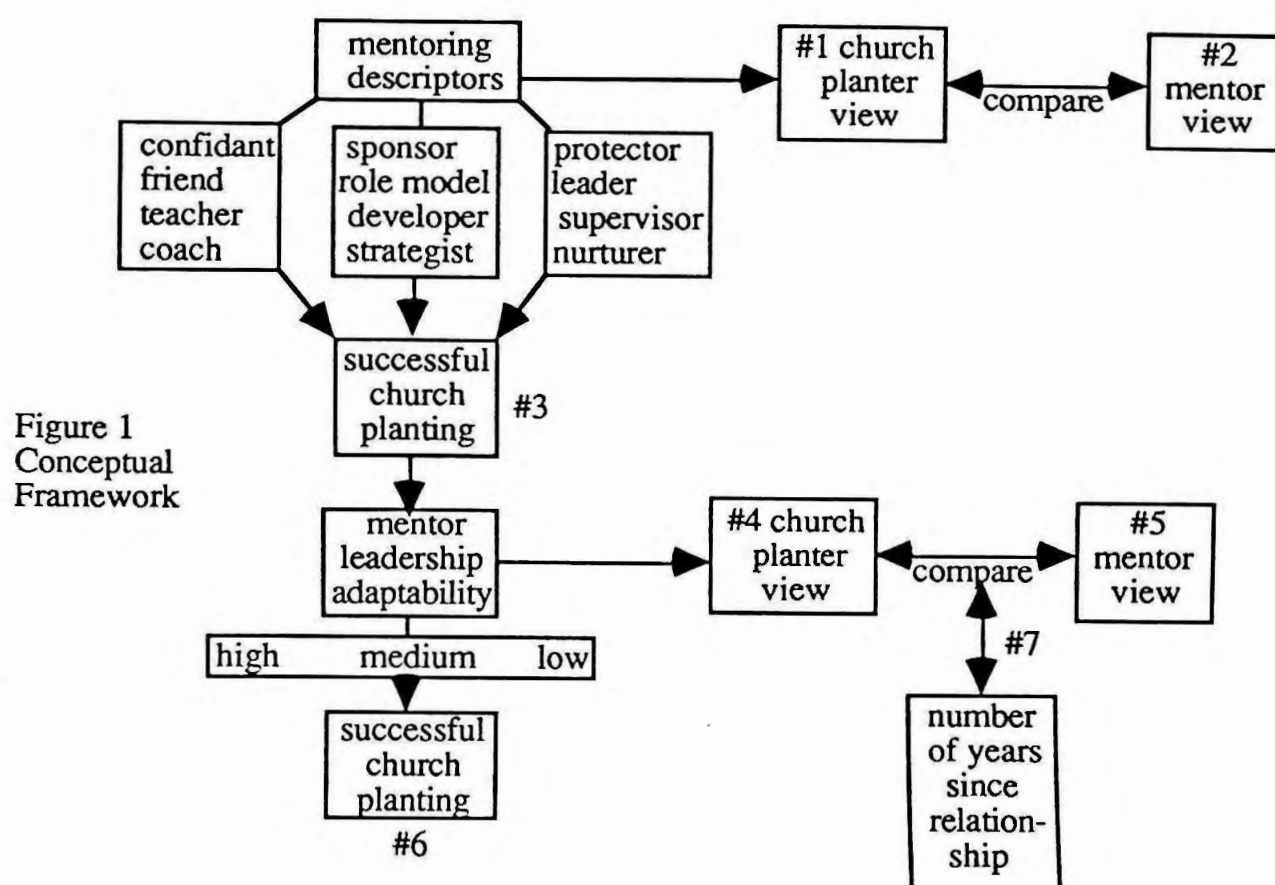 mentoring
descriptors
#1 church
planter
view
compare
#2
mentor
view
confidant
friend
teacher
coach
sponsor
role model
developer
strategist
protector
leader
supervisor
nurturer
successful
church
planting
#3
Figure 1
Conceptual
Framework
mentor
leadership
adaptability
#4 church
planter
view
compare
#5
mentor
view
high medium low
#7
successful
church
planting
#6
number
of years
since
relation-
ship